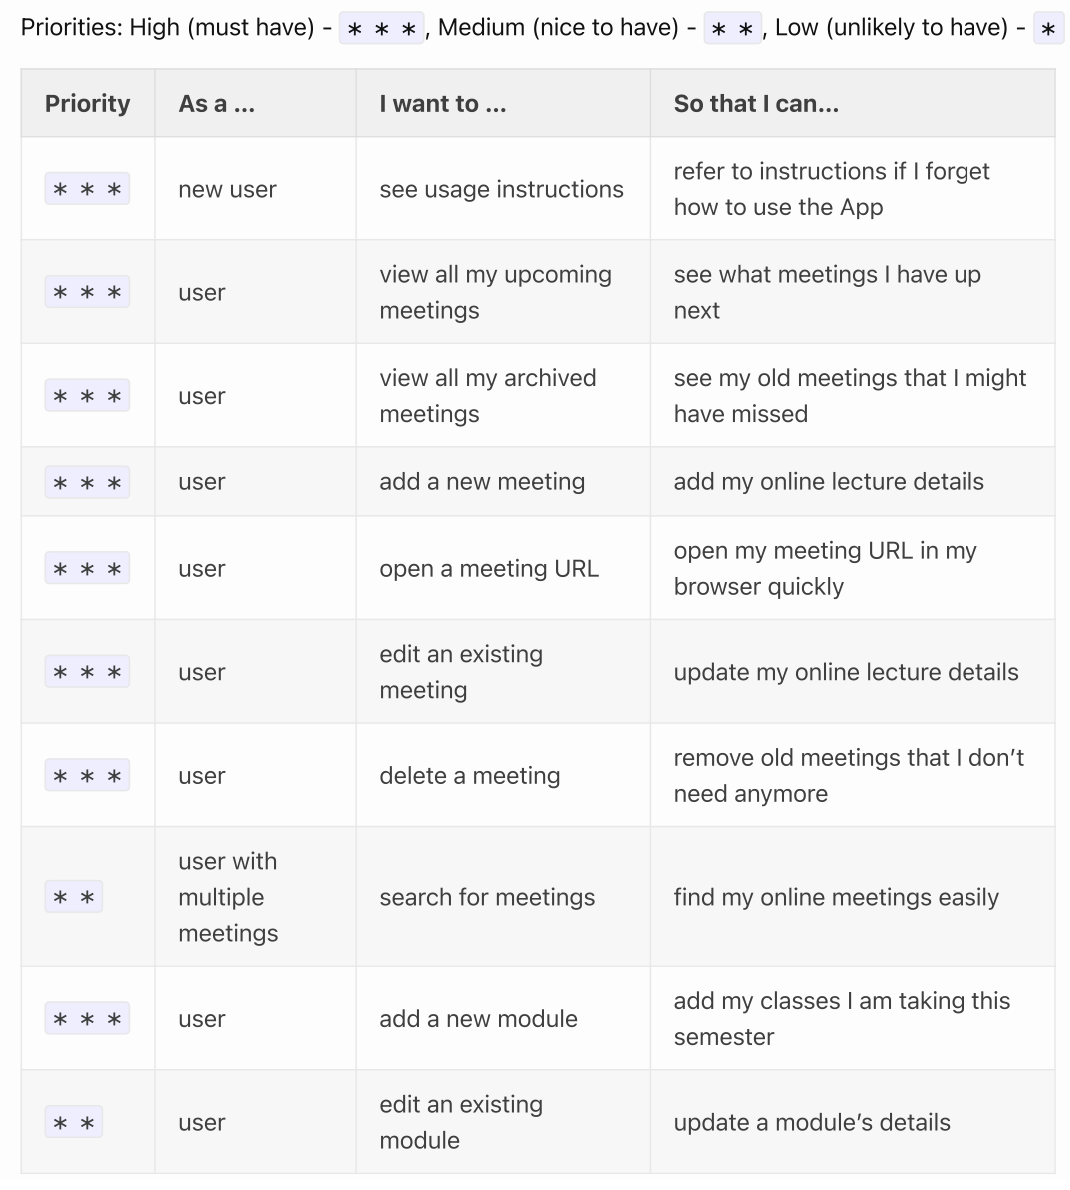 Priorities: High (must have) - * * *, Medium (nice to have) - * *, Low (unlikely to have) - *
Priority As a ... I want to ... So that I can...
* * * new user see usage instructions refer to instructions if I forget
how to use the App
* * * user view all my upcoming
meetings see what meetings I have up
next
* * * user view all my archived
meetings see my old meetings that I might
have missed
* * * user add a new meeting add my online lecture details
* * * user open a meeting URL open my meeting URL in my
browser quickly
* * * user edit an existing
meeting update my online lecture details
* * * user delete a meeting remove old meetings that I don’t
need anymore
* * user with
multiple
meetings search for meetings find my online meetings easily
* * * user add a new module add my classes I am taking this
semester
* * user edit an existing
module update a module’s details